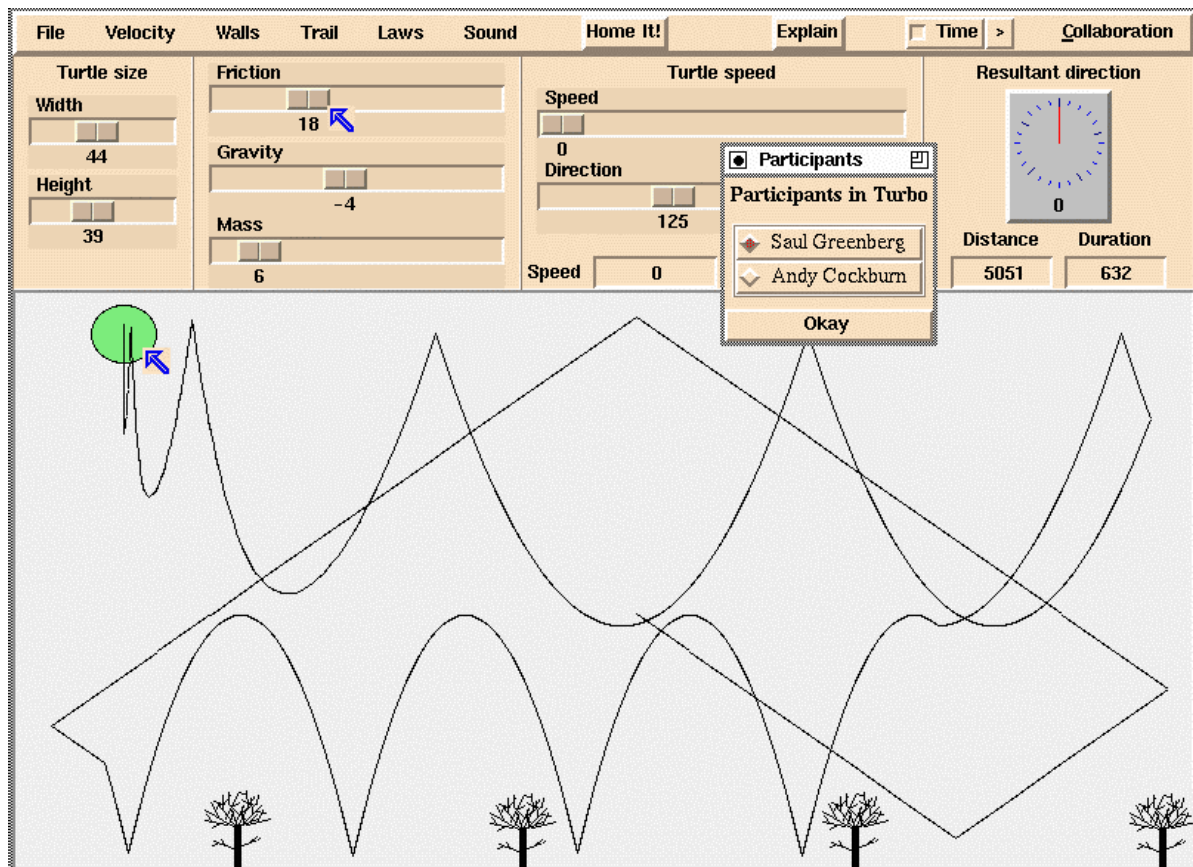 File Velocity Walls Trail Laws Sound Home It! Explain Time > Collaboration
Turtle size
Width
44
Height
39
Friction
18
Gravity
-4
Mass
6
Turtle speed
Speed
0
Direction
125
Speed 0
Participants
Participants in Turbo
Saul Greenberg
Andy Cockburn
Okay
Resultant direction
0
Distance Duration
5051 632